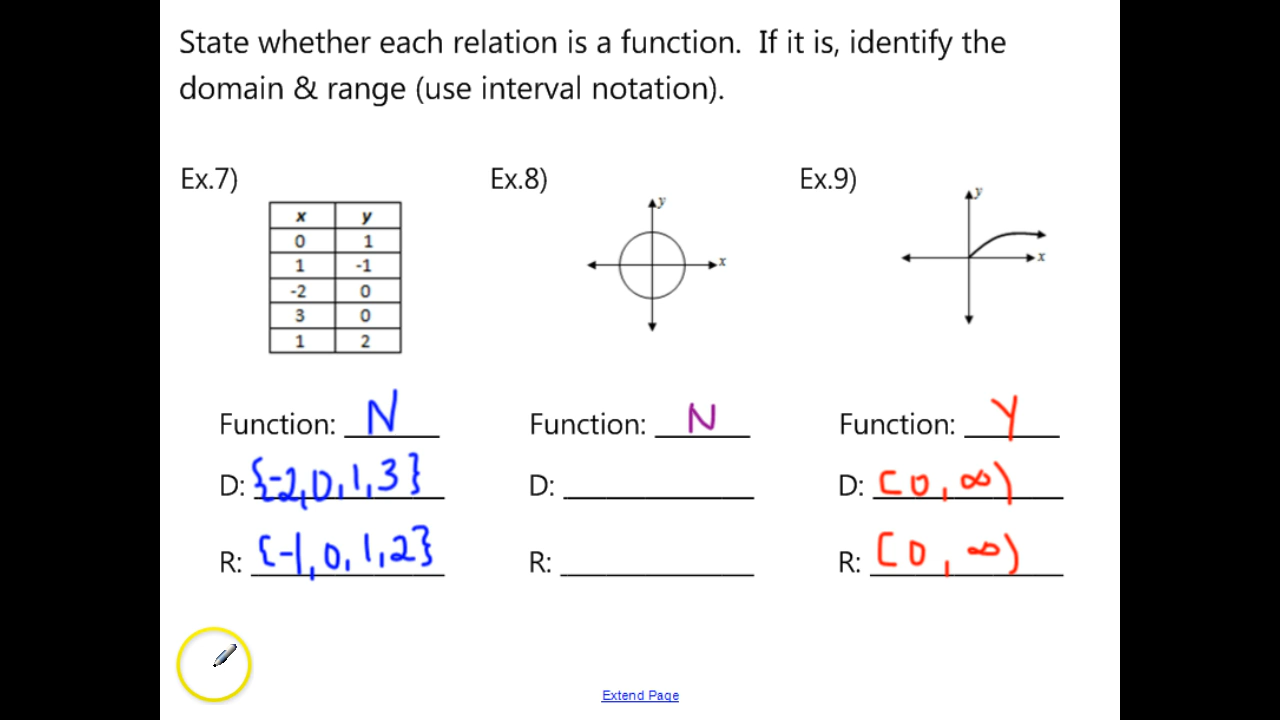 State whether each relation is a function. If it is, identify the
domain & range (use interval notation).
Ex.7) Ex.8) Ex.9)
x y
0 1
1 -1
-2 0
3 0
1 2
y
x
y
x
Function: N Function: N Function: Y
D: {-2,0,1,3} D: D: [0,∞)
R: {-1,0,1,2} R: R: [0,∞)
Extend Page